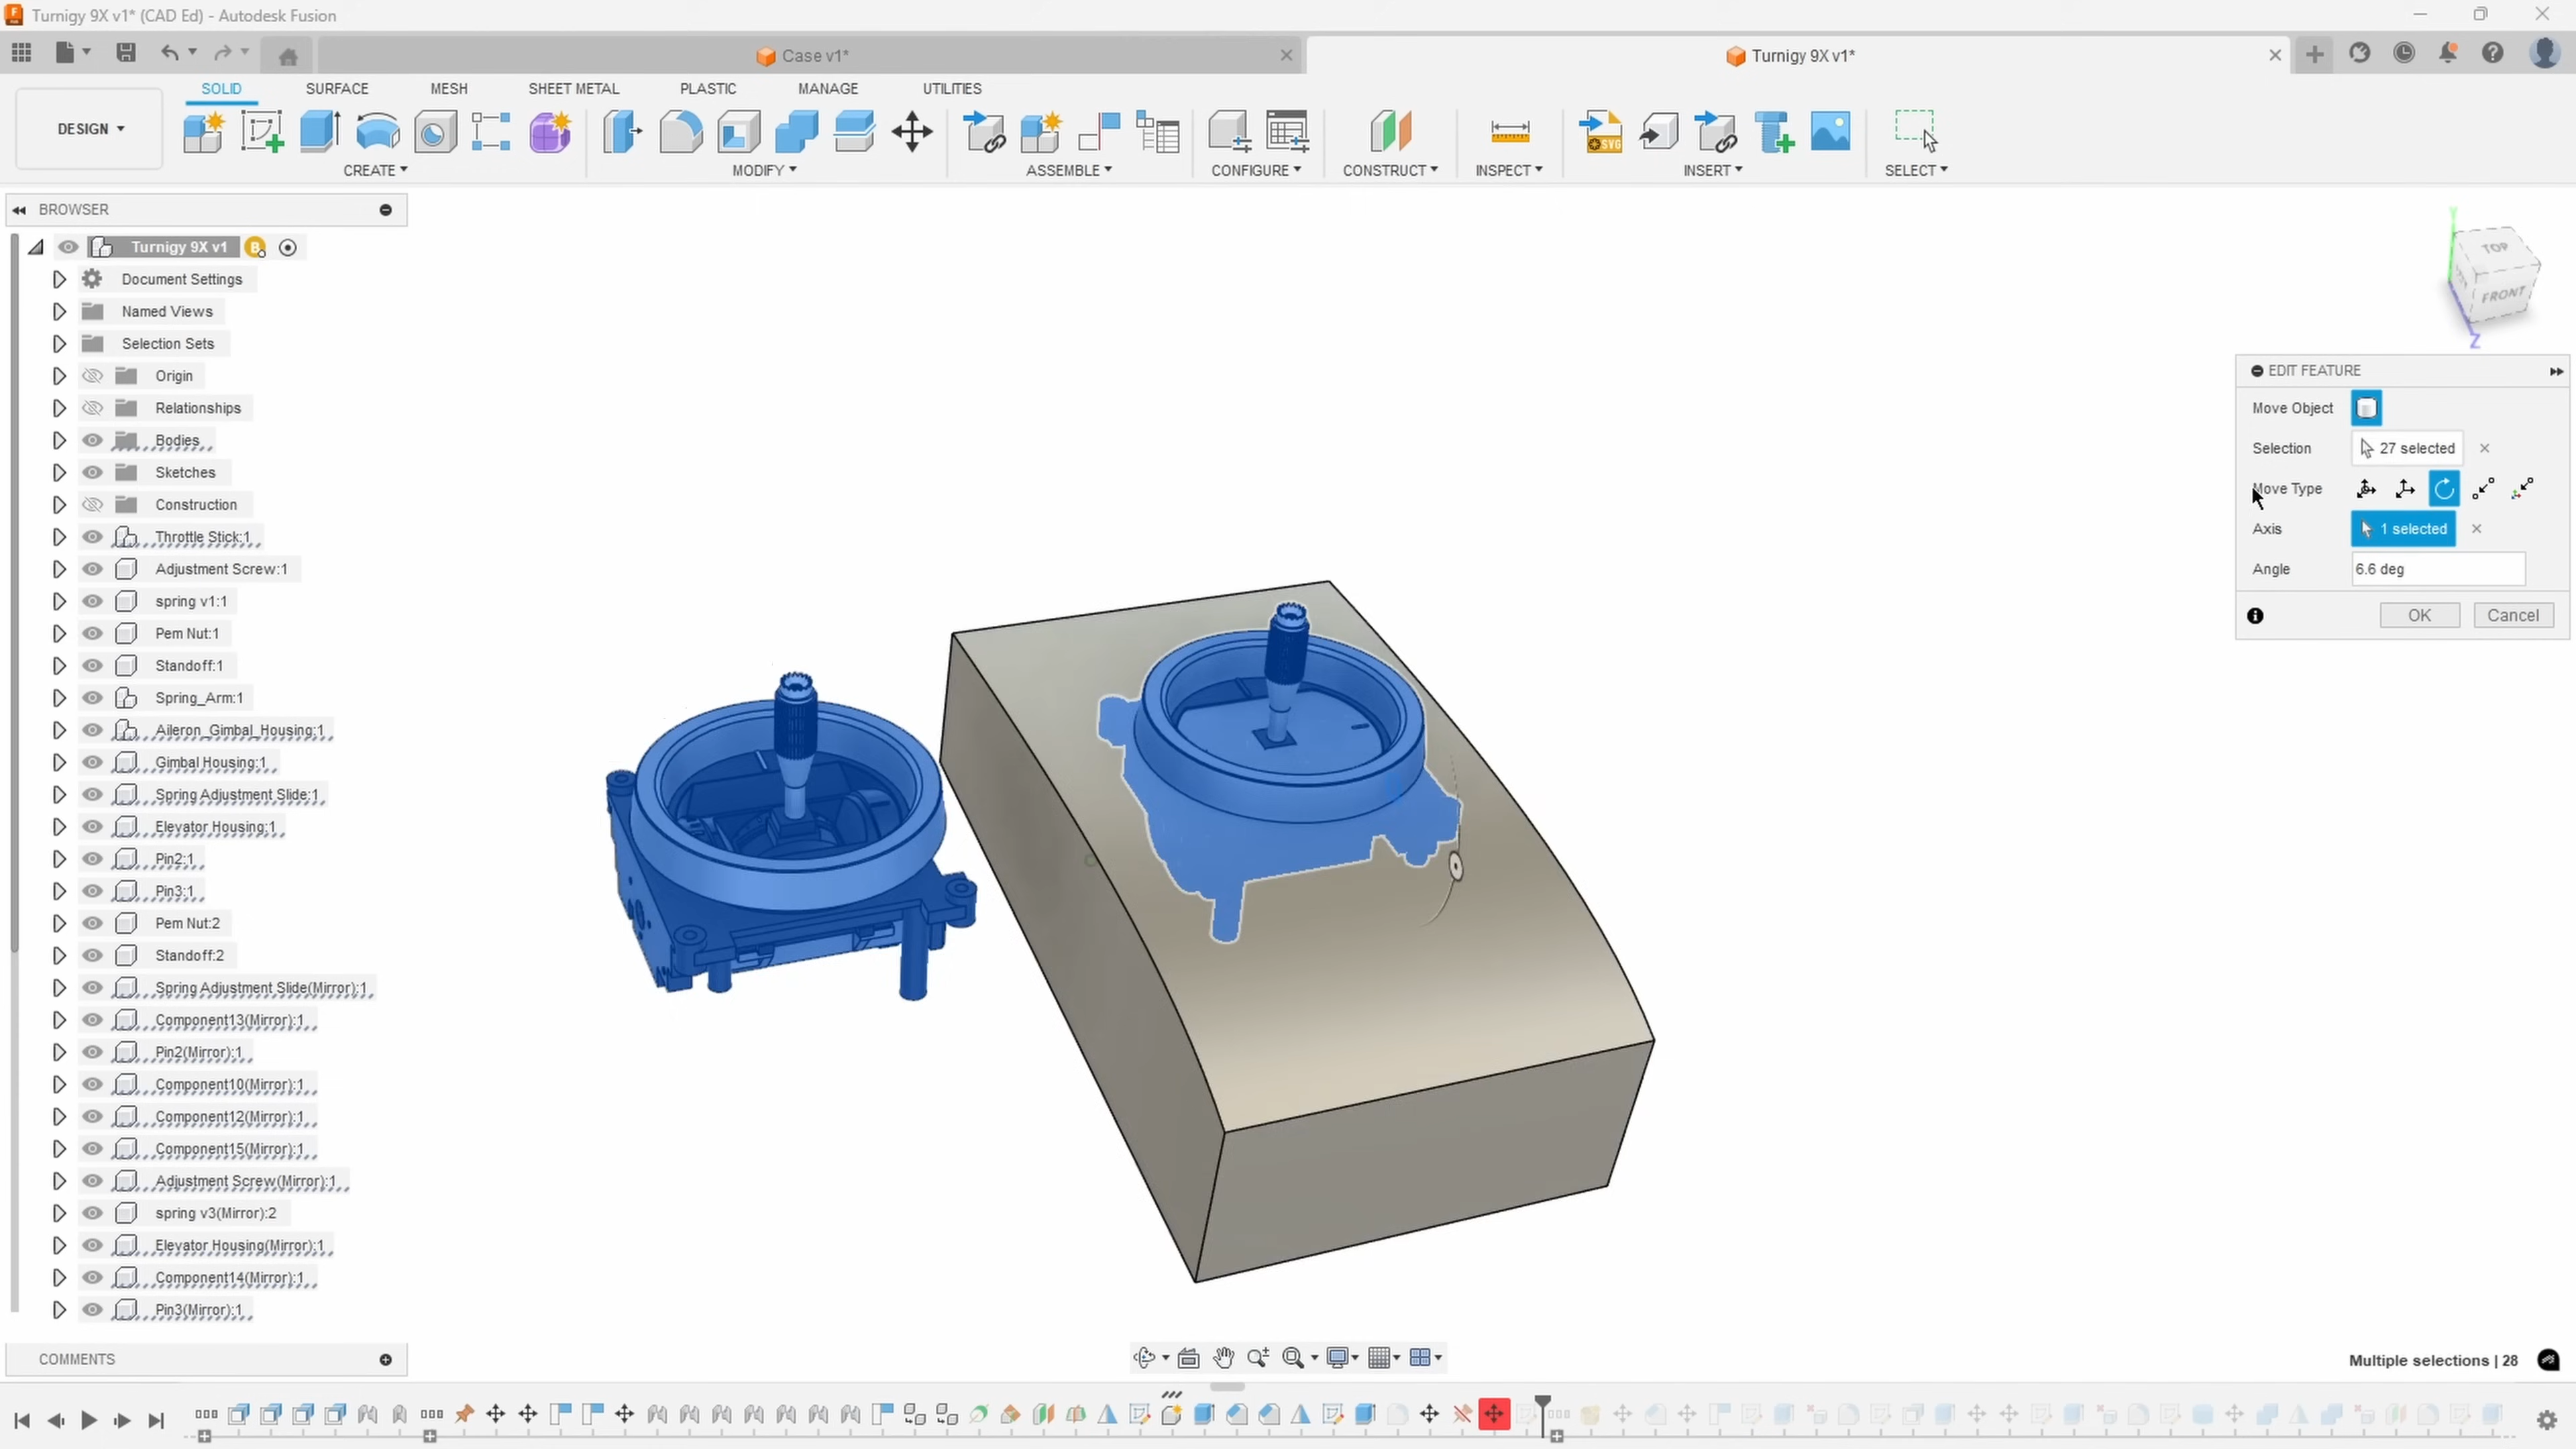 Turnigy 9X v1* (CAD Ed) - Autodesk Fusion
Case v1*
Turnigy 9X v1*
SOLID
SURFACE
MESH
SHEET METAL
PLASTIC
MANAGE
UTILITIES
DESIGN
CREATE
MODIFY
ASSEMBLE
CONFIGURE
CONSTRUCT
INSPECT
INSERT
SELECT
SVG
BROWSER
Turnigy 9X v1
B
Document Settings
Named Views
Selection Sets
Origin
Relationships
Bodies
Sketches
Construction
Throttle Stick:1
Adjustment Screw:1
spring v1:1
Pem Nut:1
Standoff:1
Spring_Arm:1
Aileron_Gimbal_Housing:1
Gimbal Housing:1
Spring Adjustment Slide:1
Elevator Housing:1
Pin2:1
Pin3:1
Pem Nut:2
Standoff:2
Spring Adjustment Slide(Mirror):1
Component13(Mirror):1
Pin2(Mirror):1
Component10(Mirror):1
Component12(Mirror):1
Component15(Mirror):1
Adjustment Screw(Mirror):1
spring v3(Mirror):2
Elevator Housing(Mirror):1
Component14(Mirror):1
Pin3(Mirror):1
COMMENTS
Y
TOP
FRONT
Z
EDIT FEATURE
Move Object
Selection
27 selected
Move Type
Axis
1 selected
Angle
6.6 deg
OK
Cancel
Multiple selections | 28